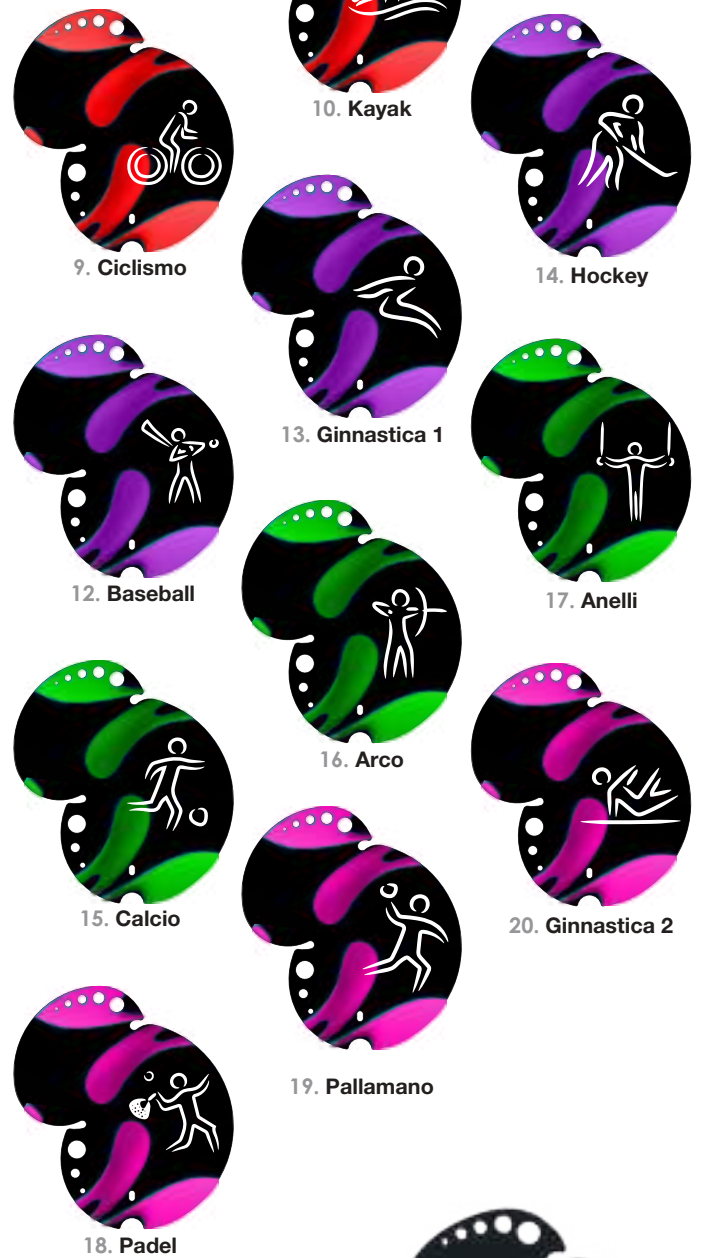 10. Kayak
9. Ciclismo
14. Hockey
13. Ginnastica 1
12. Baseball
17. Anelli
16. Arco
15. Calcio
20. Ginnastica 2
19. Pallamano
18. Padel